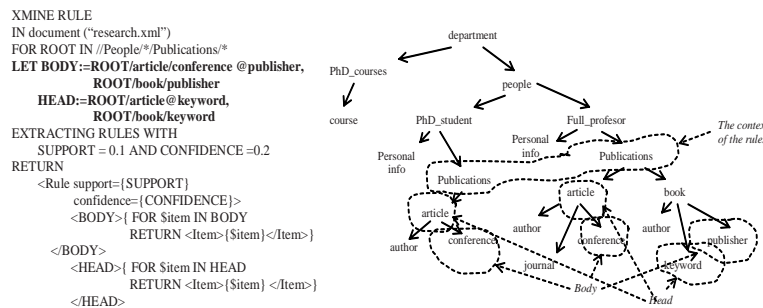 XMINE RULE
IN document (“research.xml”)
FOR ROOT IN //People/*/Publications/*
LET BODY:=ROOT/article/conference @publisher,
ROOT/book/publisher
HEAD:=ROOT/article@keyword,
ROOT/book/keyword
EXTRACTING RULES WITH
SUPPORT = 0.1 AND CONFIDENCE =0.2
RETURN
<Rule support={SUPPORT}
confidence={CONFIDENCE}>
<BODY>{ FOR $item IN BODY
RETURN <Item>{$item}</Item>}
</BODY>
<HEAD>{ FOR $item IN HEAD
RETURN <Item>{$item} </Item>}
</HEAD>
department
PhD_courses
people
course
PhD_student
Full_profesor
The contex
of the rule
Personal
info
Personal
info
Publications
Publications
article
book
article
author
conference
author
journal
conference
author
publisher
keyword
Body
Head